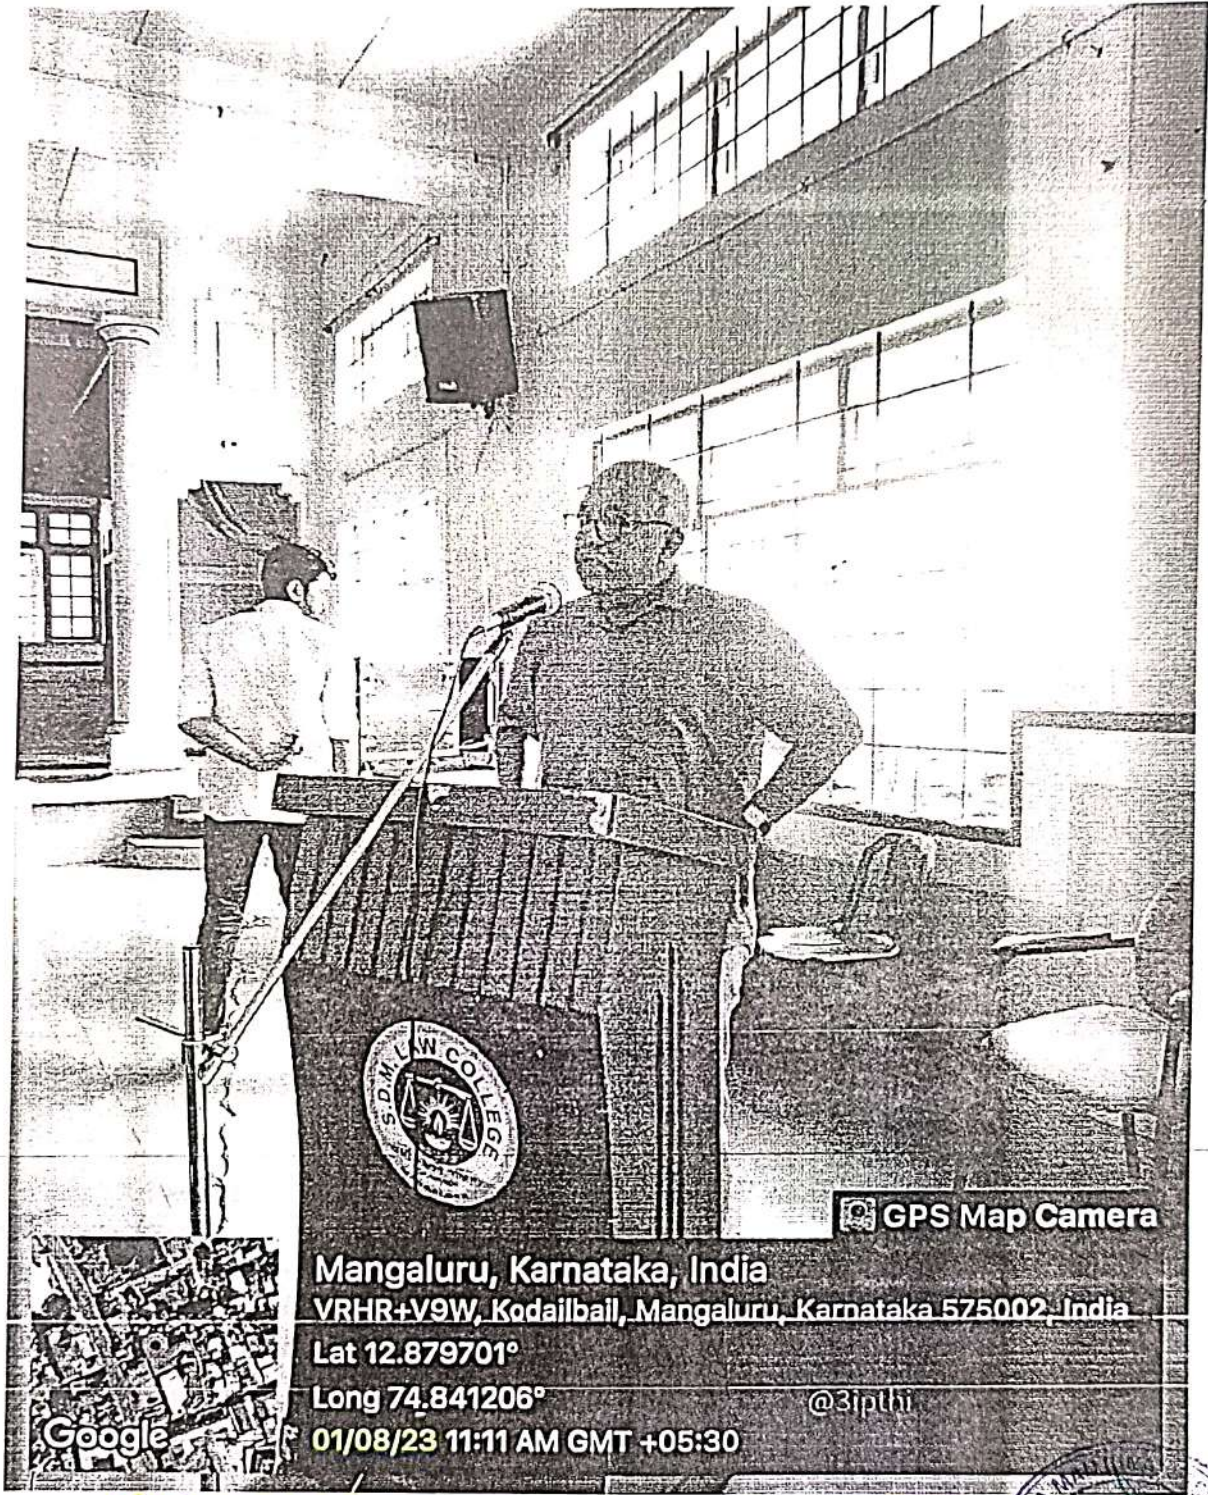 S.D.M. LAW COLLEGE
GPS Map Camera
Mangaluru, Karnataka, India
VRHR+V9W, Kodailbail, Mangaluru, Karnataka 575002, India
Lat 12.879701°
Long 74.841206°
@3ipthi
Google
01/08/23 11:11 AM GMT +05:30